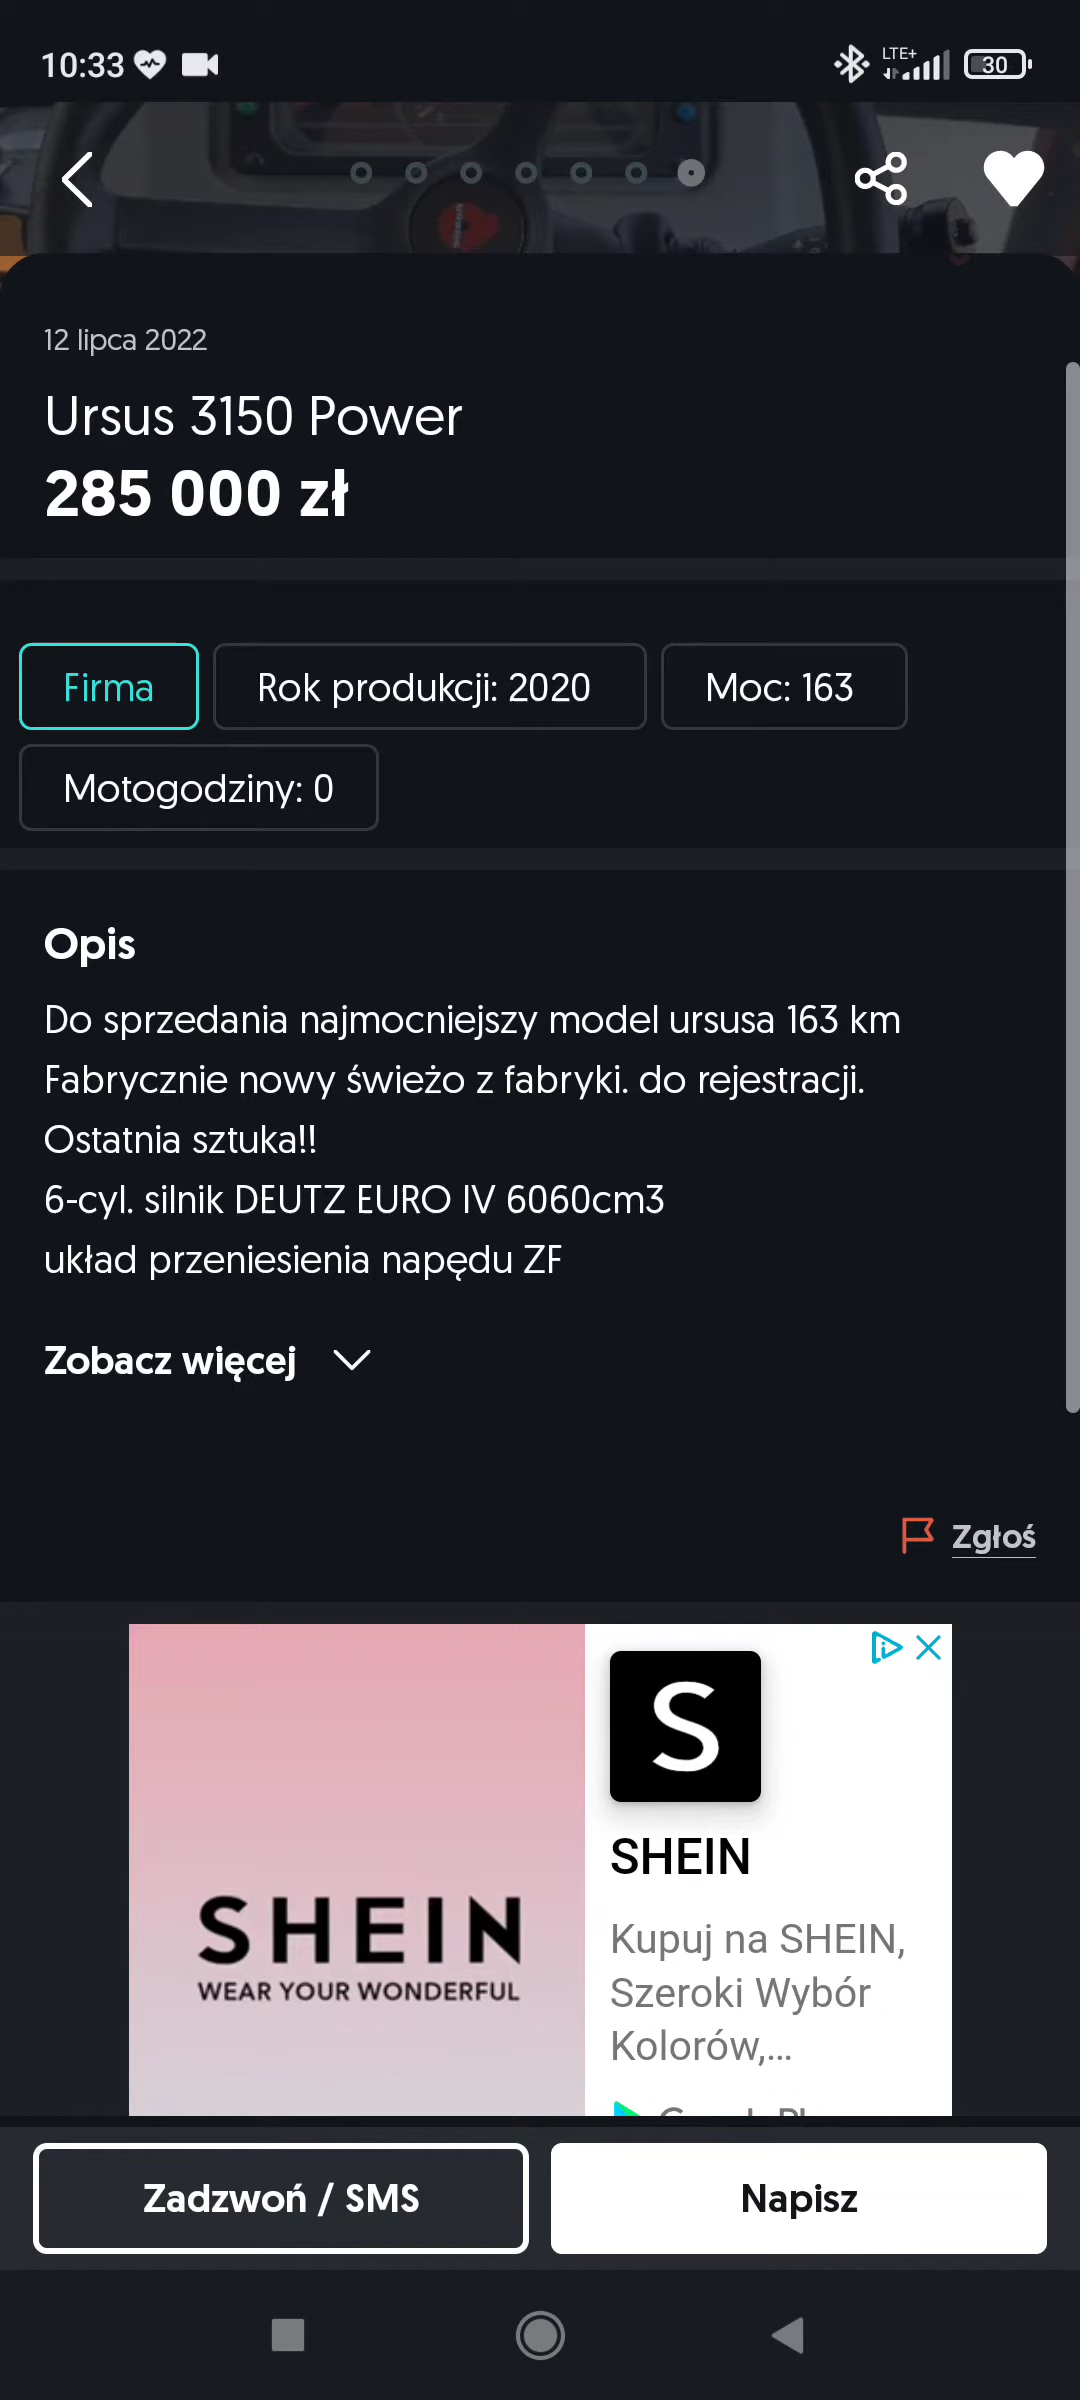 10:33
LTE+
30
12 lipca 2022
Ursus 3150 Power
285 000 zł
Firma
Rok produkcji: 2020
Moc: 163
Motogodziny: 0
Opis
Do sprzedania najmocniejszy model ursusa 163 km
Fabrycznie nowy świeżo z fabryki. do rejestracji.
Ostatnia sztuka!!
6-cyl. silnik DEUTZ EURO IV 6060cm3
układ przeniesienia napędu ZF
Zobacz więcej
Zgłoś
SHEIN
WEAR YOUR WONDERFUL
S
SHEIN
Kupuj na SHEIN,
Szeroki Wybór
Kolorów,...
Zadzwoń / SMS
Napisz